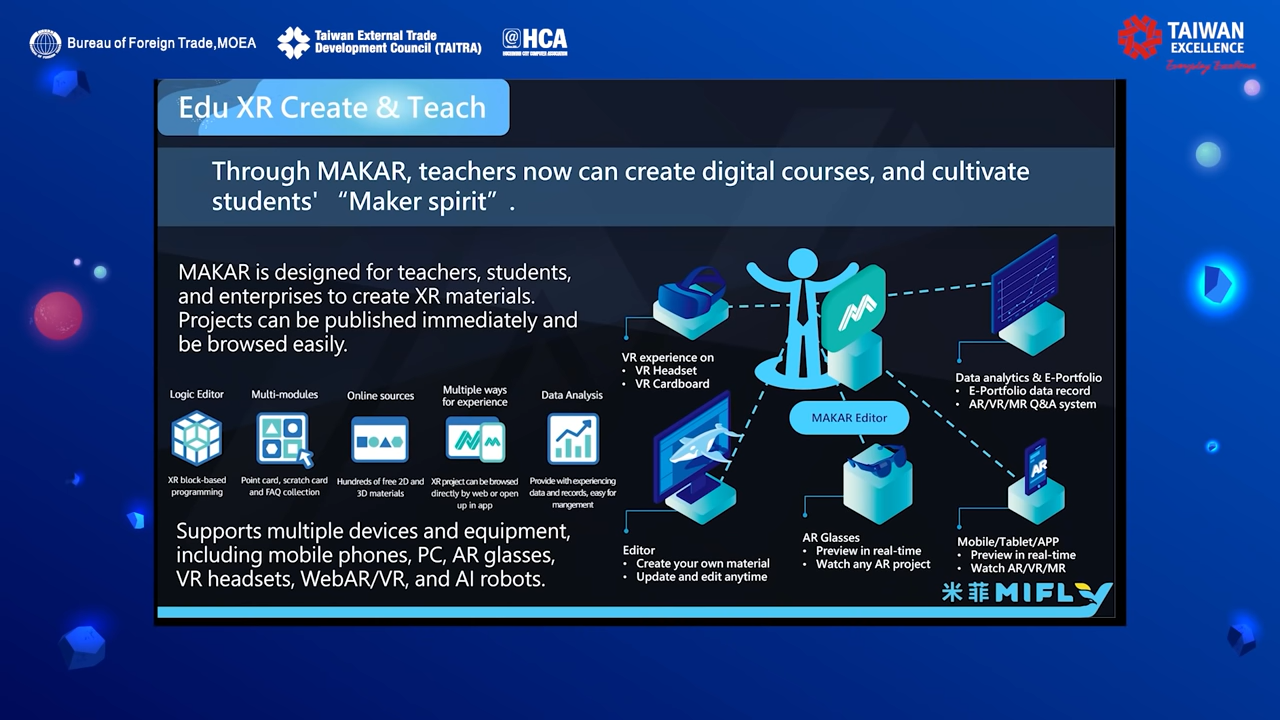 Bureau of Foreign Trade,MOEA
Taiwan External Trade
Development Council (TAITRA)
@HCA
TAIWAN
EXCELLENCE
Everyday Excellence
Edu XR Create & Teach
Through MAKAR, teachers now can create digital courses, and cultivate
students' “Maker spirit” .
MAKAR is designed for teachers, students,
and enterprises to create XR materials.
Projects can be published immediately and
be browsed easily.
Logic Editor
XR block-based
programming
Multi-modules
Point card, scratch card
and FAQ collection
Online sources
Hundreds of free 2D and
3D materials
Multiple ways
for experience
XR project can be browsed
directly by web or open
up in app
Data Analysis
Provide with experiencing
data and records, easy for
mangement
Supports multiple devices and equipment,
including mobile phones, PC, AR glasses,
VR headsets, WebAR/VR, and AI robots.
VR experience on
• VR Headset
• VR Cardboard
MAKAR Editor
Data analytics & E-Portfolio
• E-Portfolio data record
• AR/VR/MR Q&A system
Editor
• Create your own material
• Update and edit anytime
AR Glasses
• Preview in real-time
• Watch any AR project
AR
Mobile/Tablet/APP
• Preview in real-time
• Watch AR/VR/MR
米菲 MIFLY